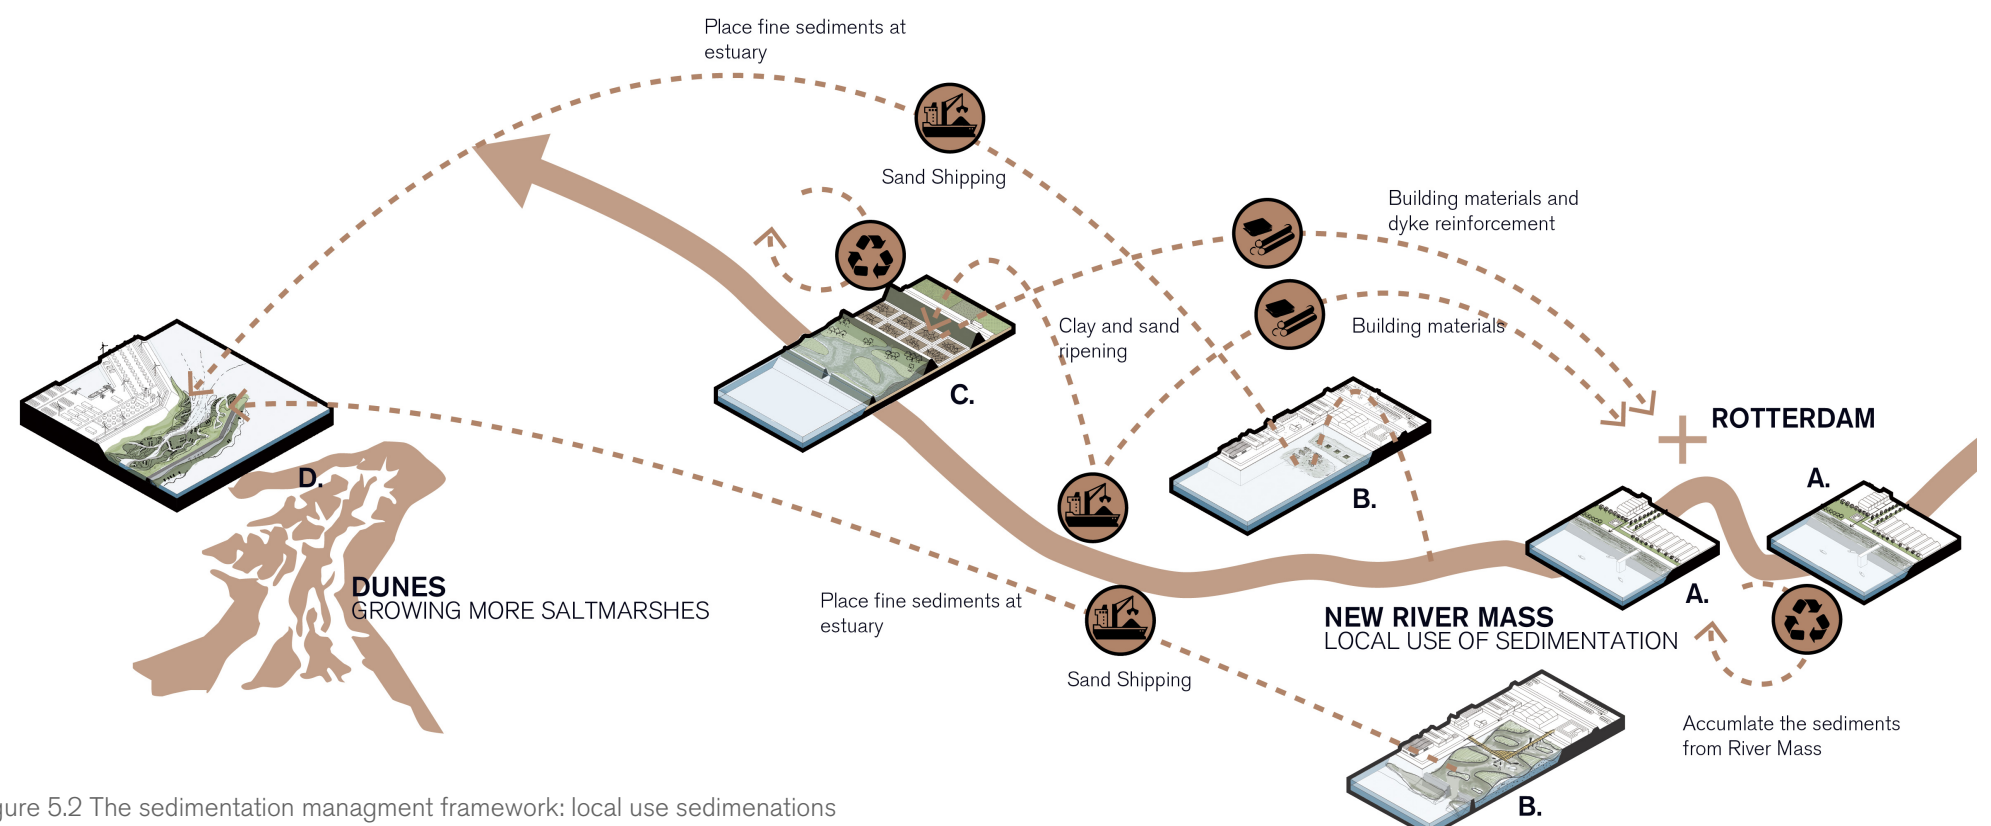 Place fine sediments at
estuary
Sand Shipping
Building materials and
dyke reinforcement
Clay and sand
ripening
Building materials
C.
ROTTERDAM
B.
A.
D.
DUNES
GROWING MORE SALTMARSHES
Place fine sediments at
estuary
Sand Shipping
NEW RIVER MASS
LOCAL USE OF SEDIMENTATION
A.
Accumlate the sediments
from River Mass
B.
gure 5.2 The sedimentation managment framework: local use sedimenations